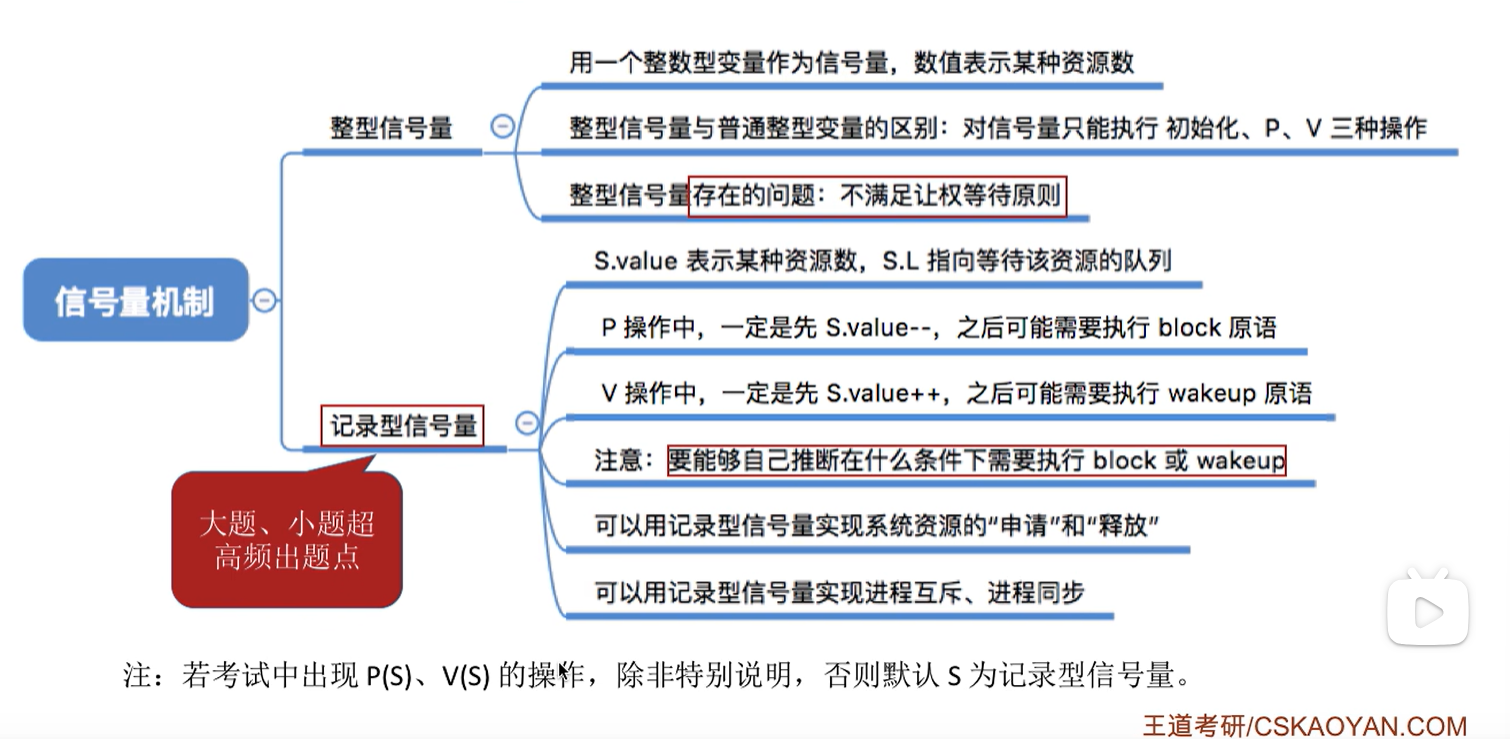 用一个整数型变量作为信号量，数值表示某种资源数
整型信号量
整型信号量与普通整型变量的区别：对信号量只能执行 初始化、P、V 三种操作
整型信号量存在的问题：不满足让权等待原则
信号量机制
S.value 表示某种资源数，S.L 指向等待该资源的队列
P 操作中，一定是先 S.value--，之后可能需要执行 block 原语
V 操作中，一定是先 S.value++，之后可能需要执行 wakeup 原语
记录型信号量
注意：要能够自己推断在什么条件下需要执行 block 或 wakeup
可以用记录型信号量实现系统资源的“申请”和“释放”
可以用记录型信号量实现进程互斥、进程同步
大题、小题超
高频出题点
注：若考试中出现 P(S)、V(S) 的操作，除非特别说明，否则默认 S 为记录型信号量。
王道考研/CSKAOYAN.COM